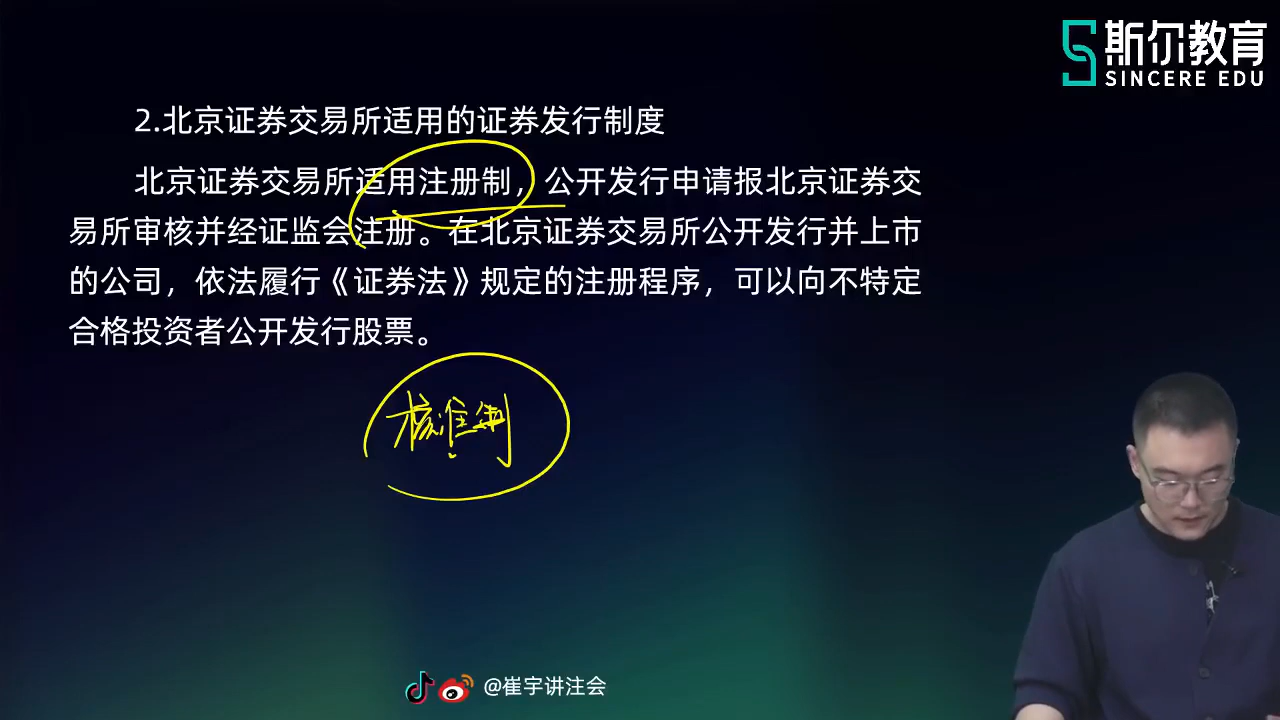 斯尔教育
SINCERE EDU
2.北京证券交易所适用的证券发行制度
北京证券交易所适用注册制，公开发行申请报北京证券交
易所审核并经证监会注册。在北京证券交易所公开发行并上市
的公司，依法履行《证券法》规定的注册程序，可以向不特定
合格投资者公开发行股票。
核准制
@崔宇讲注会